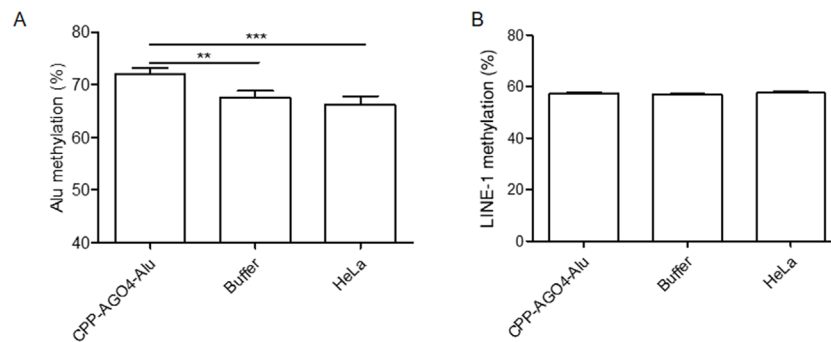 A
Alu methylation (%)
80
70
60
50
40
***
**
CPP-AGO4-Alu
Buffer
HeLa
B
LINE-1 methylation (%)
80
60
40
20
0
CPP-AGO4-Alu
Buffer
HeLa